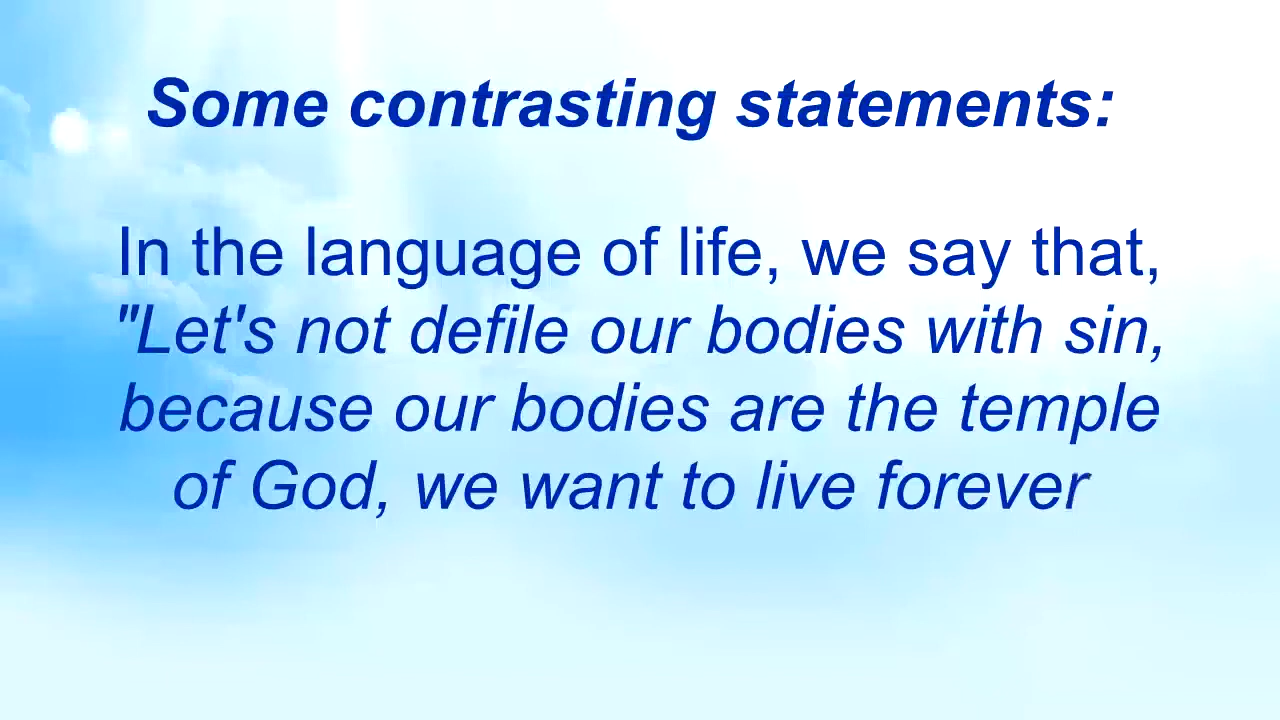 Some contrasting statements:
In the language of life, we say that,
"Let's not defile our bodies with sin,
because our bodies are the temple
of God, we want to live forever